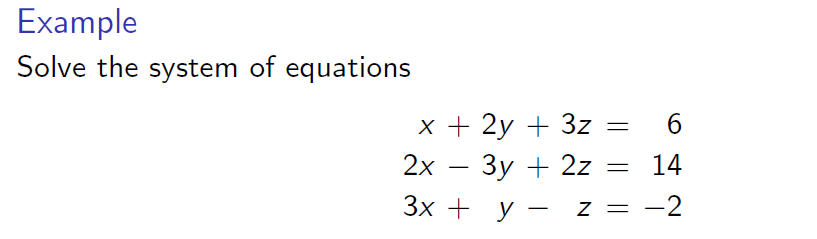 Example
Solve the system of equations
x + 2y + 3z = 6
2x − 3y + 2z = 14
3x + y − z = −2